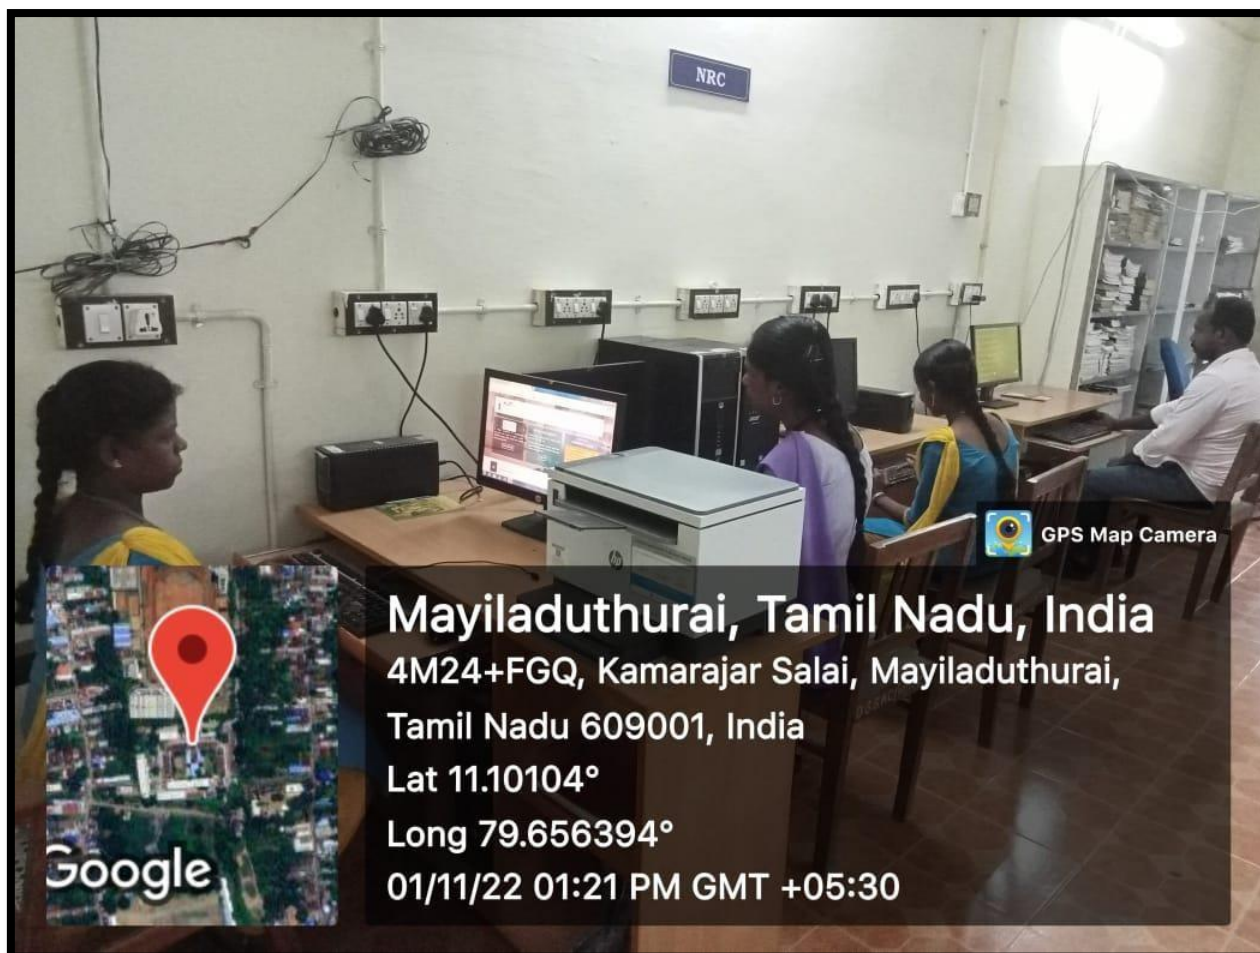 NRC
hp
GPS Map Camera
Mayiladuthurai, Tamil Nadu, India
4M24+FGQ, Kamarajar Salai, Mayiladuthurai,
Tamil Nadu 609001, India
Lat 11.10104°
Long 79.656394°
01/11/22 01:21 PM GMT +05:30
Google